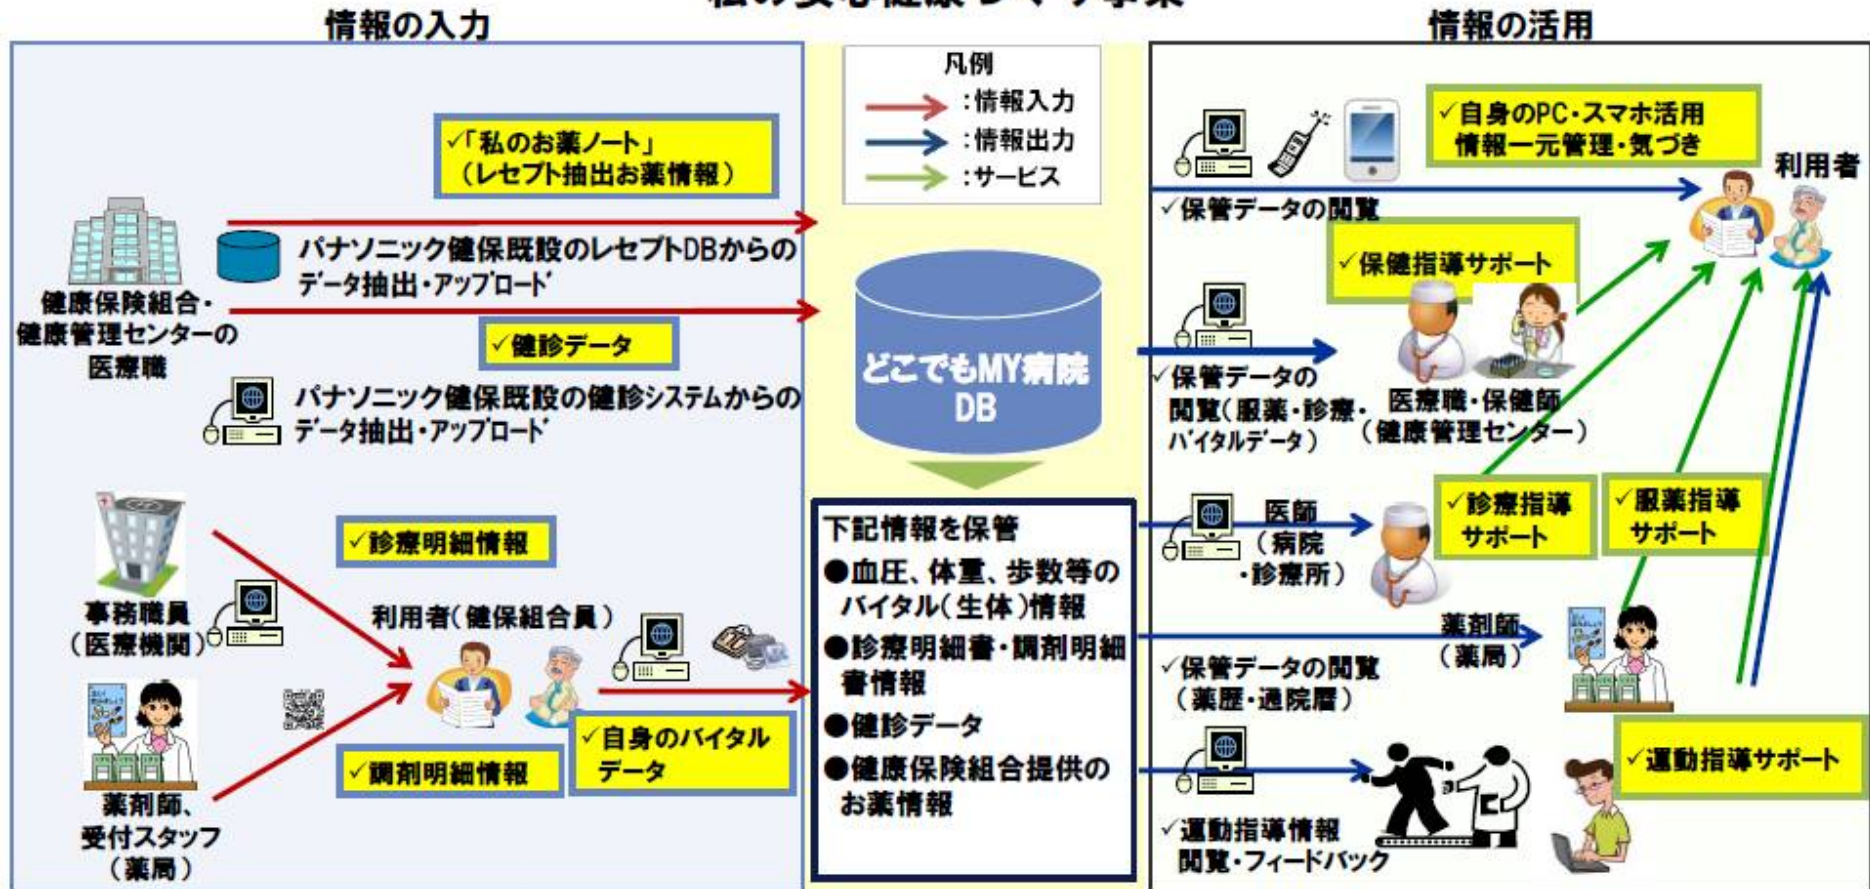 情報の入力
✓「私のお薬ノート」
(レセプト抽出お薬情報)
パナソニック健保既設のレセプトDBからの
データ抽出・アップロード
健康保険組合・
健康管理センターの
医療職
✓健診データ
パナソニック健保既設の健診システムからの
データ抽出・アップロード
✓診療明細情報
事務職員
(医療機関)
利用者(健保組合員)
✓自身のバイタル
データ
✓調剤明細情報
薬剤師、
受付スタッフ
(薬局)
凡例
:情報入力
:情報出力
:サービス
どこでもMY病院
DB
下記情報を保管
●血圧、体重、歩数等の
バイタル(生体)情報
●診療明細書・調剤明細
書情報
●健診データ
●健康保険組合提供の
お薬情報
情報の活用
✓自身のPC・スマホ活用
情報一元管理・気づき
利用者
✓保管データの閲覧
✓保健指導サポート
✓保管データの
閲覧(服薬・診療・
バイタルデータ)
医療職・保健師
(健康管理センター)
医師
(病院
・診療所)
✓診療指導
サポート
✓服薬指導
サポート
薬剤師
(薬局)
✓保管データの閲覧
(薬歴・通院暦)
✓運動指導サポート
✓運動指導情報
閲覧・フィードバック